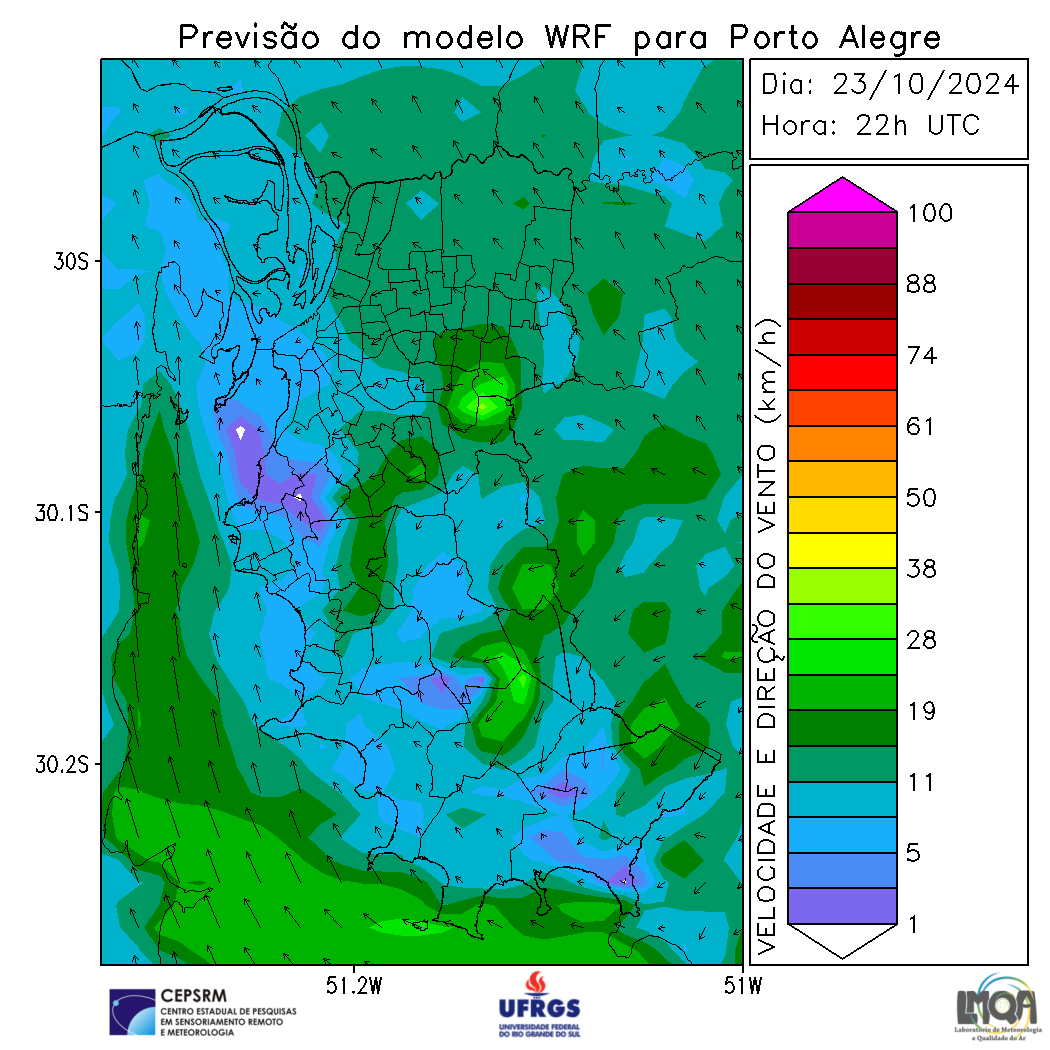 Previsão do modelo WRF para Porto Alegre
Dia: 23/10/2024
Hora: 22h UTC
30S
30.1S
30.2S
51.2W
51W
VELOCIDADE E DIREÇÃO DO VENTO (km/h)
100
88
74
61
50
38
28
19
11
5
1
CEPSRM
CENTRO ESTADUAL DE PESQUISAS
EM SENSORIAMENTO REMOTO
E METEOROLOGIA
UFRGS
UNIVERSIDADE FEDERAL
DO RIO GRANDE DO SUL
LMQA
Laboratório de Meteorologia
e Qualidade do Ar